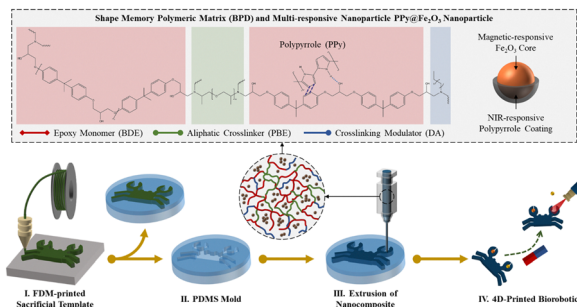 Shape Memory Polymeric Matrix (BPD) and Multi-responsive Nanoparticle PPy@Fe₂O₃ Nanoparticle
Polypyrrole (PPy)
Magnetic-responsive
Fe₂O₃ Core
NIR-responsive
Polypyrrole Coating
Epoxy Monomer (BDE)
Aliphatic Crosslinker (PBE)
Crosslinking Modulator (DA)
I. FDM-printed
Sacrificial Template
II. PDMS Mold
III. Extrusion of
Nanocomposite
IV. 4D-Printed Biorobotic